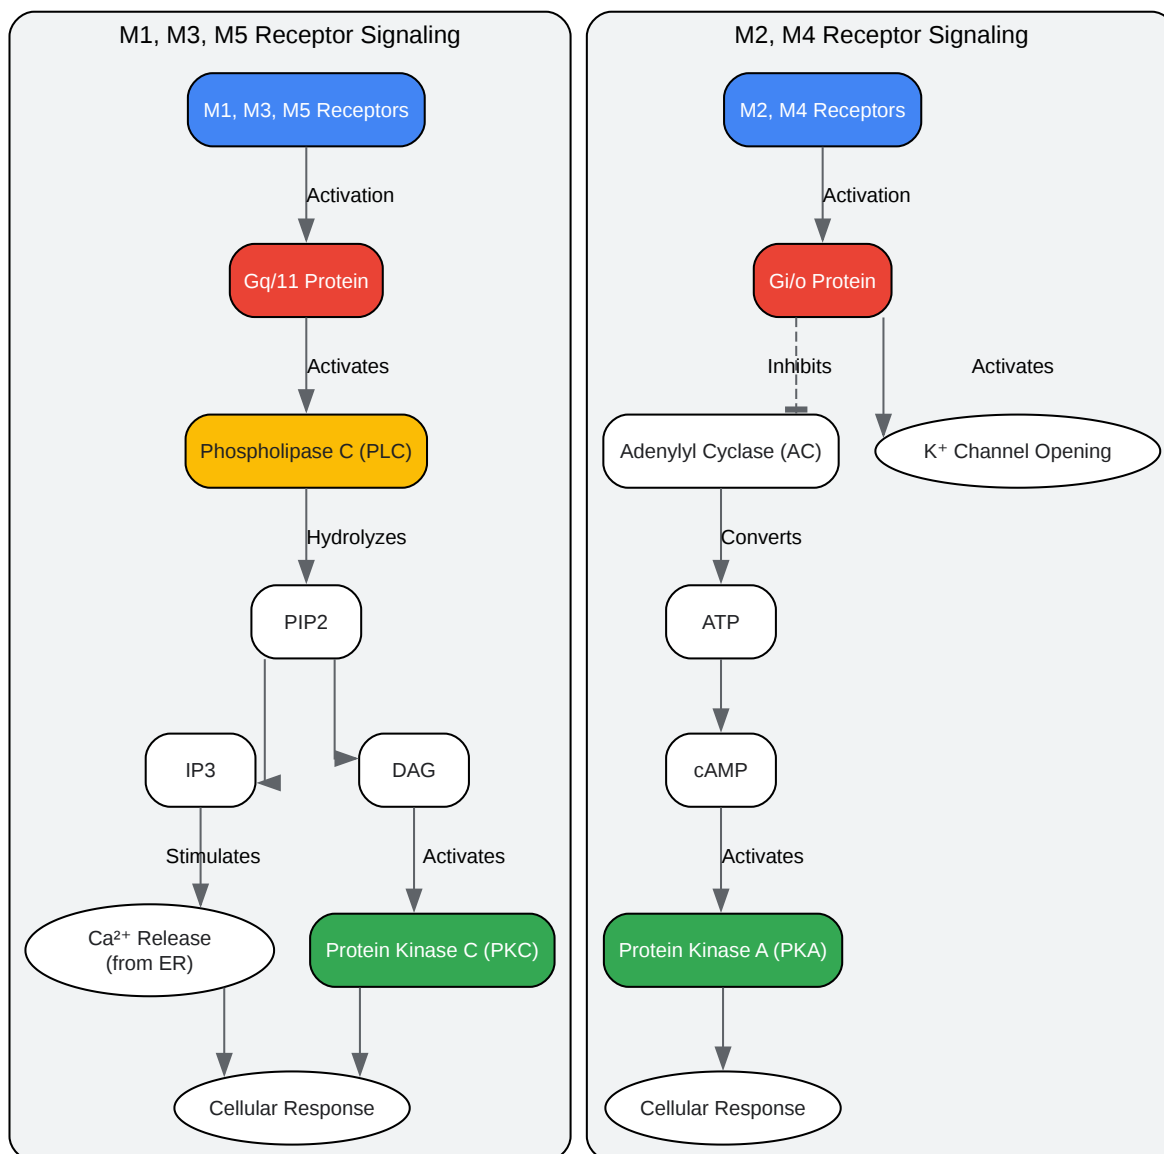 M1, M3, M5 Receptor Signaling
M1, M3, M5 Receptors
Activation
Gq/11 Protein
Activates
Phospholipase C (PLC)
Hydrolyzes
PIP2
IP3
DAG
Stimulates
Activates
Ca²⁺ Release
(from ER)
Protein Kinase C (PKC)
Cellular Response
M2, M4 Receptor Signaling
M2, M4 Receptors
Activation
Gi/o Protein
Inhibits
Activates
Adenylyl Cyclase (AC)
K⁺ Channel Opening
Converts
ATP
cAMP
Activates
Protein Kinase A (PKA)
Cellular Response